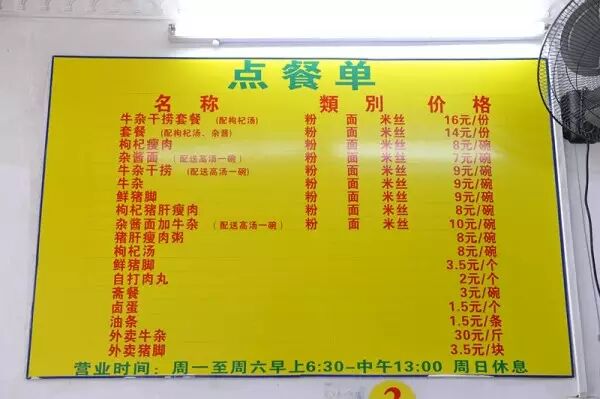 点餐单
名称 類別 价格
牛杂干捞套餐 (配枸杞汤) 粉 面 米丝 16元/份
套餐 (配枸杞汤、杂酱) 粉 面 米丝 14元/份
枸杞瘦肉 粉 面 米丝 8元/碗
杂酱面 (配送高汤一碗) 粉 面 米丝 7元/碗
牛杂干捞 (配送高汤一碗) 粉 面 米丝 9元/碗
牛杂 粉 面 米丝 9元/碗
鲜猪脚 粉 面 米丝 9元/碗
枸杞猪肝瘦肉 粉 面 米丝 8元/碗
杂酱面加牛杂 (配送高汤一碗) 粉 面 米丝 10元/碗
猪肝瘦肉粥 8元/碗
枸杞汤 8元/碗
鲜猪脚 3.5元/个
自打肉丸 2元/个
斋餐 3元/碗
卤蛋 1.5元/个
油条 1.5元/条
外卖牛杂 30元/斤
外卖猪脚 3.5元/块
营业时间：周一至周六早上6:30-中午13:00 周日休息
2